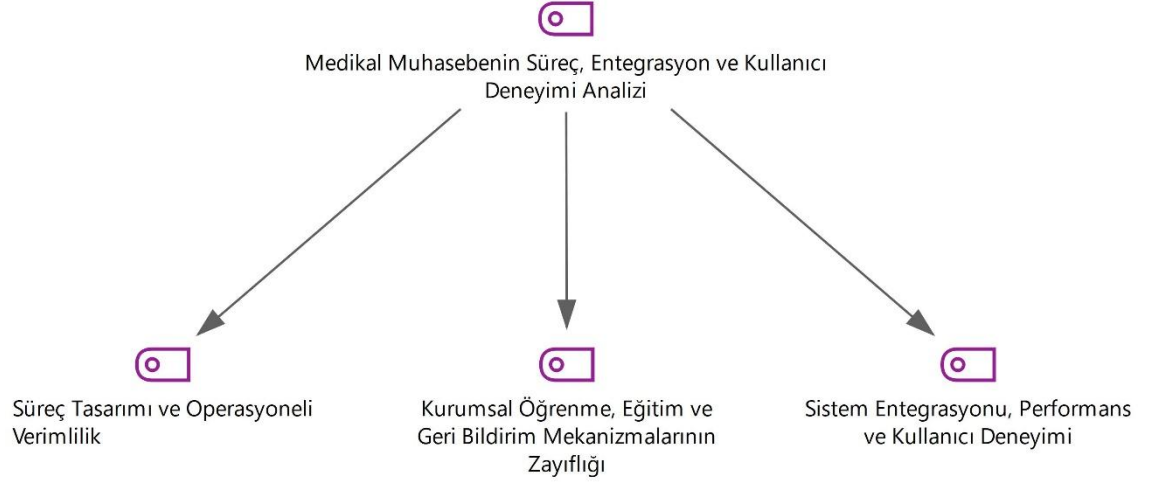 Medikal Muhasebenin Süreç, Entegrasyon ve Kullanıcı
Deneyimi Analizi
Süreç Tasarımı ve Operasyoneli
Verimlilik
Kurumsal Öğrenme, Eğitim ve
Geri Bildirim Mekanizmalarının
Zayıflığı
Sistem Entegrasyonu, Performans
ve Kullanıcı Deneyimi